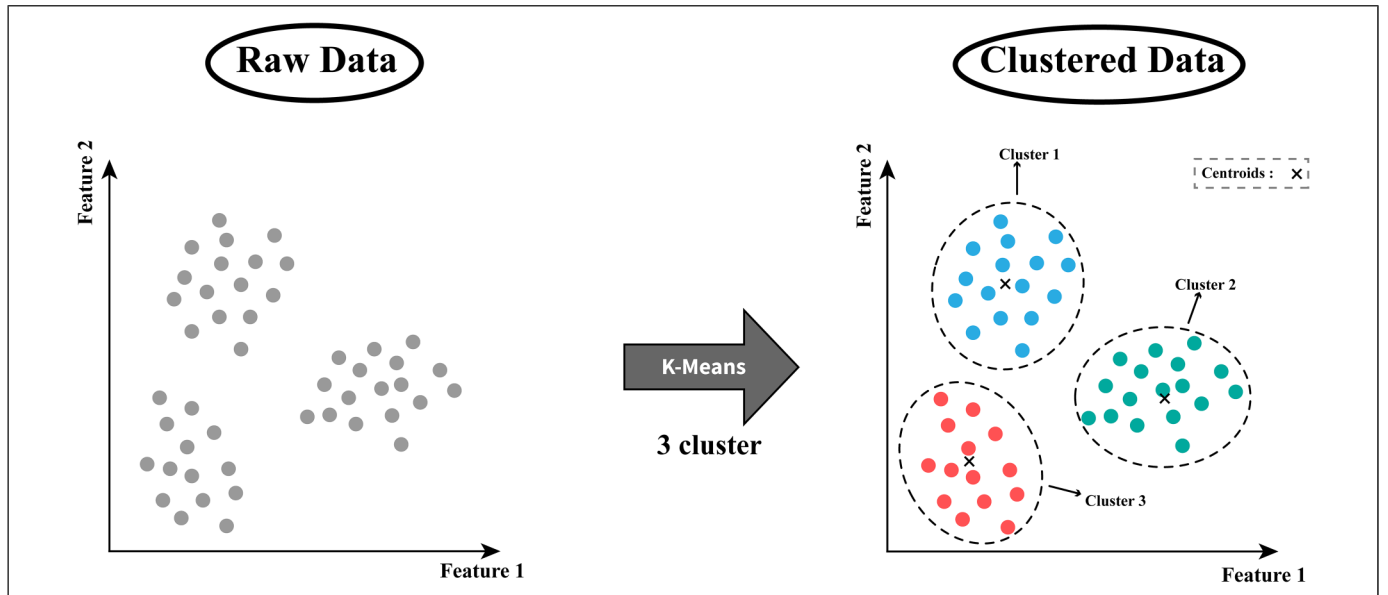 Raw Data
Clustered Data
Feature 2
Feature 1
K-Means
3 cluster
Feature 2
Cluster 1
Centroids : ×
Cluster 2
Cluster 3
Feature 1